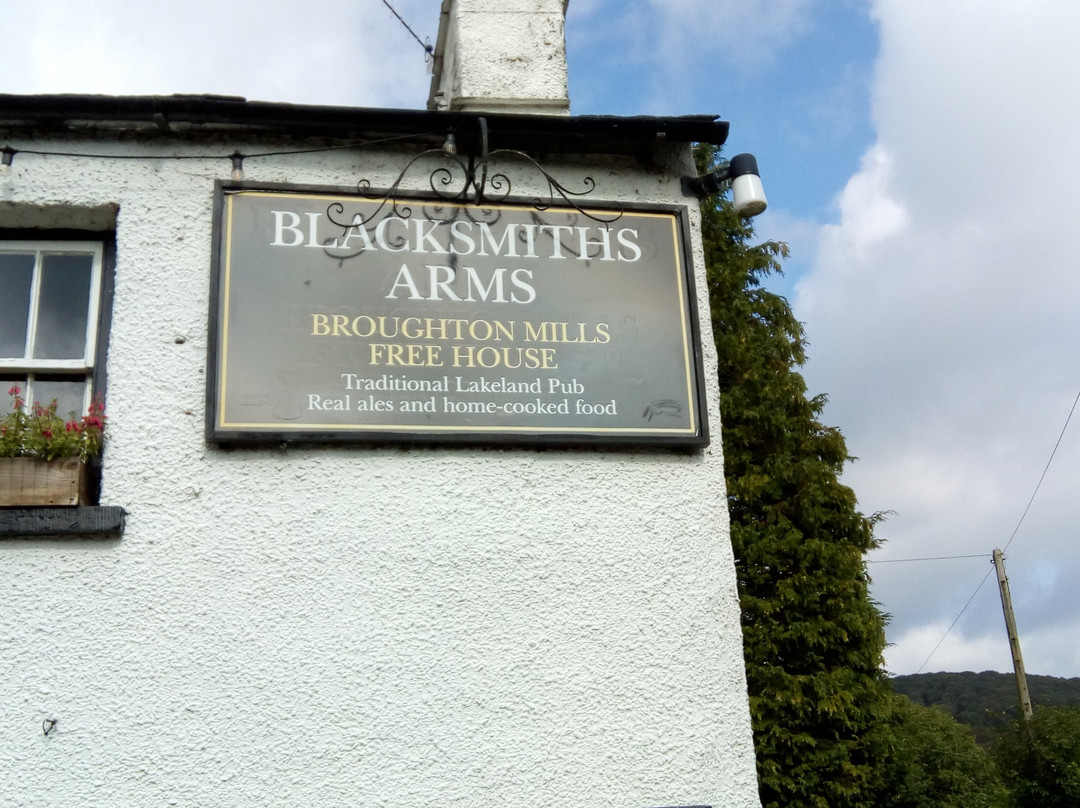 BLACKSMITHS
ARMS
BROUGHTON MILLS
FREE HOUSE
Traditional Lakeland Pub
Real ales and home-cooked food